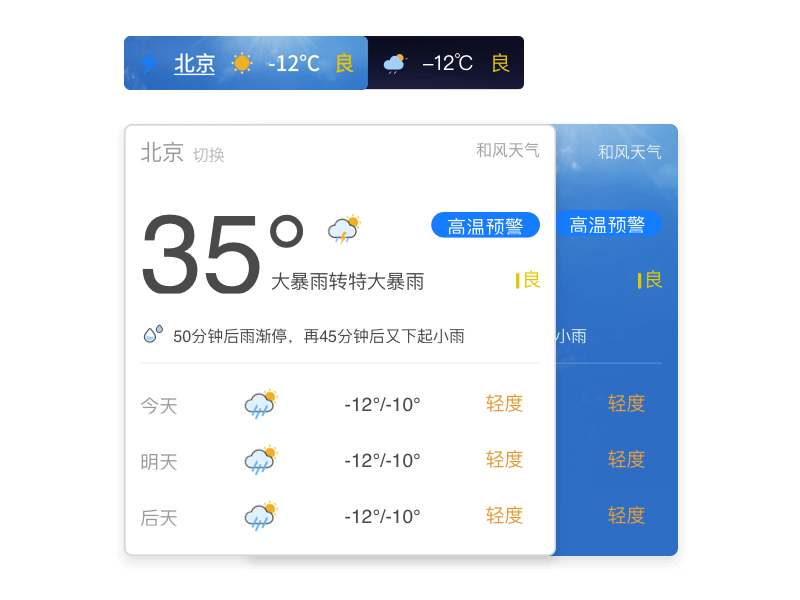 北京 -12℃ 良 –12℃ 良
北京 切换 和风天气 和风天气
35° 高温预警 高温预警
大暴雨转特大暴雨 良 良
50分钟后雨渐停，再45分钟后又下起小雨 小雨
今天 -12°/-10° 轻度 轻度
明天 -12°/-10° 轻度 轻度
后天 -12°/-10° 轻度 轻度